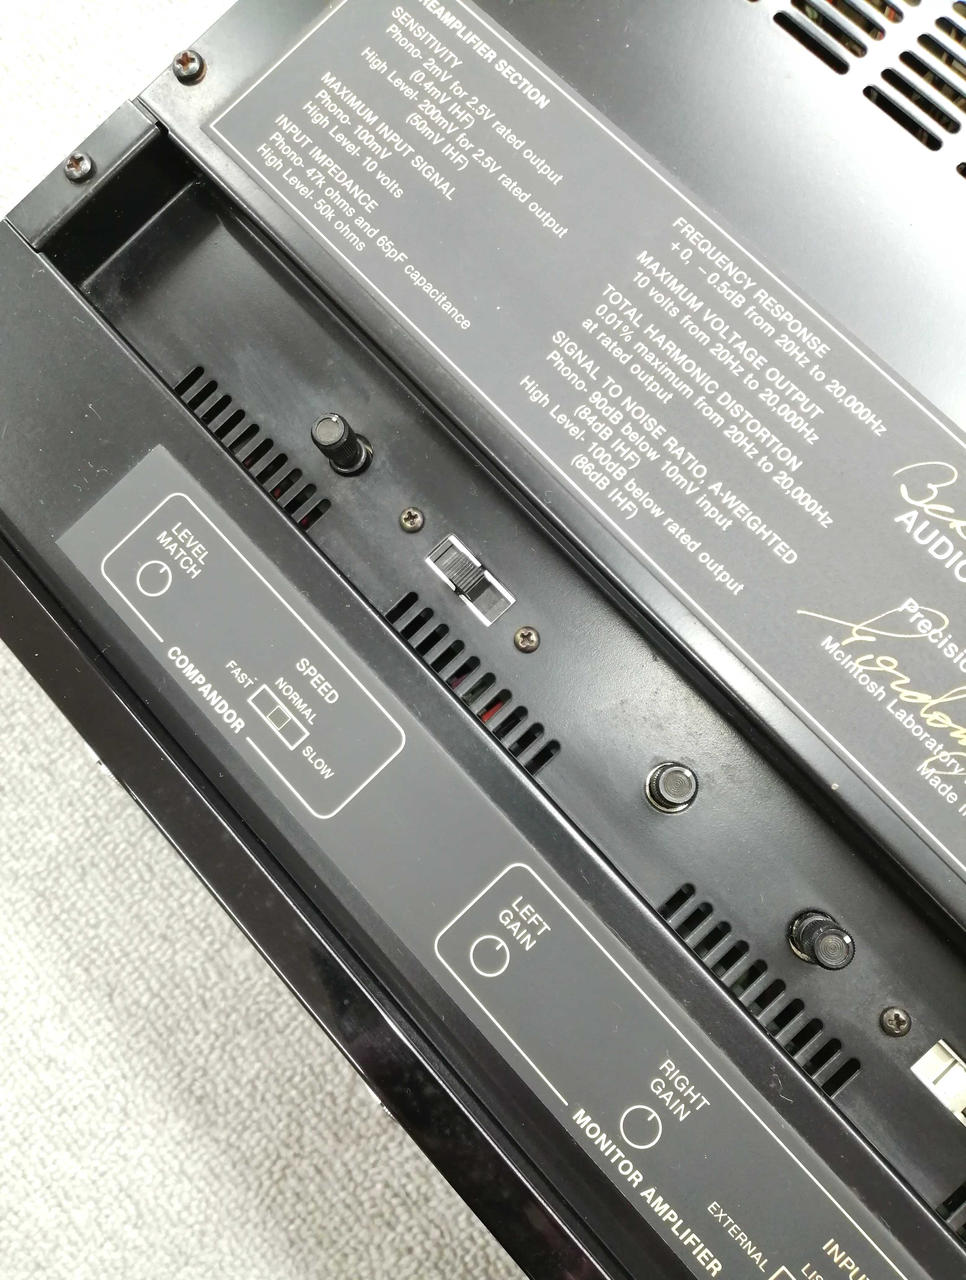 PREAMPLIFIER SECTION
SENSITIVITY
Phono- 2mV for 2.5V rated output
(0.4mV IHF)
High Level- 200mV for 2.5V rated output
(50mV IHF)
MAXIMUM INPUT SIGNAL
Phono- 100mV
High Level- 10 volts
INPUT IMPEDANCE
Phono- 47k ohms and 65pF capacitance
High Level- 50k ohms
FREQUENCY RESPONSE
+0, -0.5dB from 20Hz to 20,000Hz
MAXIMUM VOLTAGE OUTPUT
10 volts from 20Hz to 20,000Hz
TOTAL HARMONIC DISTORTION
0.01% maximum from 20Hz to 20,000Hz
at rated output
SIGNAL TO NOISE RATIO, A-WEIGHTED
Phono- 90dB below 10mV input
(84dB IHF)
High Level- 100dB below rated output
(86dB IHF)
AUDIO
McIntosh Laboratory
Made
LEVEL
MATCH
SPEED
FAST
NORMAL
SLOW
COMPANDOR
LEFT
GAIN
RIGHT
GAIN
MONITOR AMPLIFIER
EXTERNAL